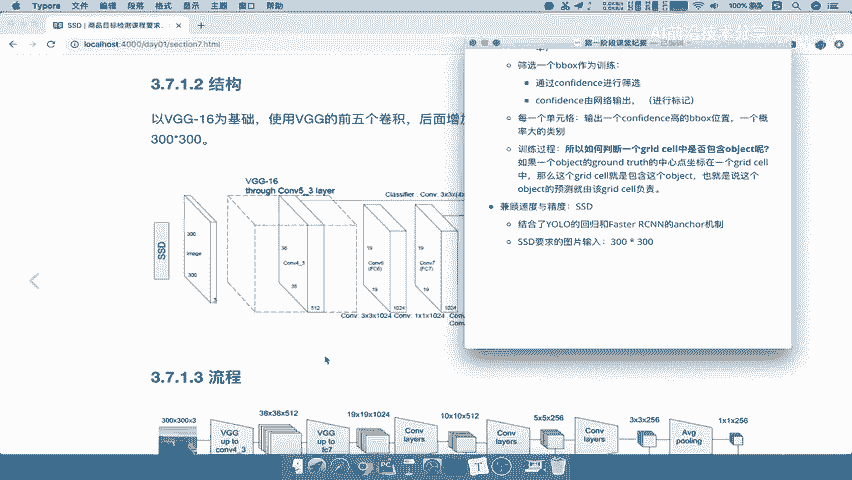 Typora 文件 编辑 段落 格式 显示 主题 窗口 帮助
100%
SSD | 商品目标检测课程要求
localhost:4000/day01/section7.html
AI前沿技术分享
第一阶段课堂纪要 — 已编辑
3.7.1.2 结构
以VGG-16为基础，使用VGG的前五个卷积，后面增加
300*300。
VGG-16
through Conv5_3 layer
Classifier : Conv: 3x3x(4x
SSD
300
Image
300
3
38
Conv4_3
38
512
19
Conv6
(FC6)
19
1024
19
Conv7
(FC7)
19
1024
Conv: 3x3x1024
Conv: 1x1x1024
3.7.1.3 流程
300x300x3
38x38x512
19x19x1024
10x10x512
5x5x256
3x3x256
1x1x256
VGG
up to
conv4_3
VGG
up to
fc7
Conv
layers
Conv
layers
Conv
layers
Avg
pooling
筛选一个bbox作为训练：
通过confidence进行筛选
confidence由网络输出，（进行标记）
每一个单元格：输出一个confidence高的bbox位置，一个概
率大的类别
训练过程：所以如何判断一个grid cell中是否包含object呢?
如果一个object的ground truth的中心点坐标在一个grid cell
中，那么这个grid cell就是包含这个object，也就是说这个
object的预测就由该grid cell负责。
兼顾速度与精度：SSD
结合了YOLO的回归和Faster RCNN的anchor机制
SSD要求的图片输入：300 * 300